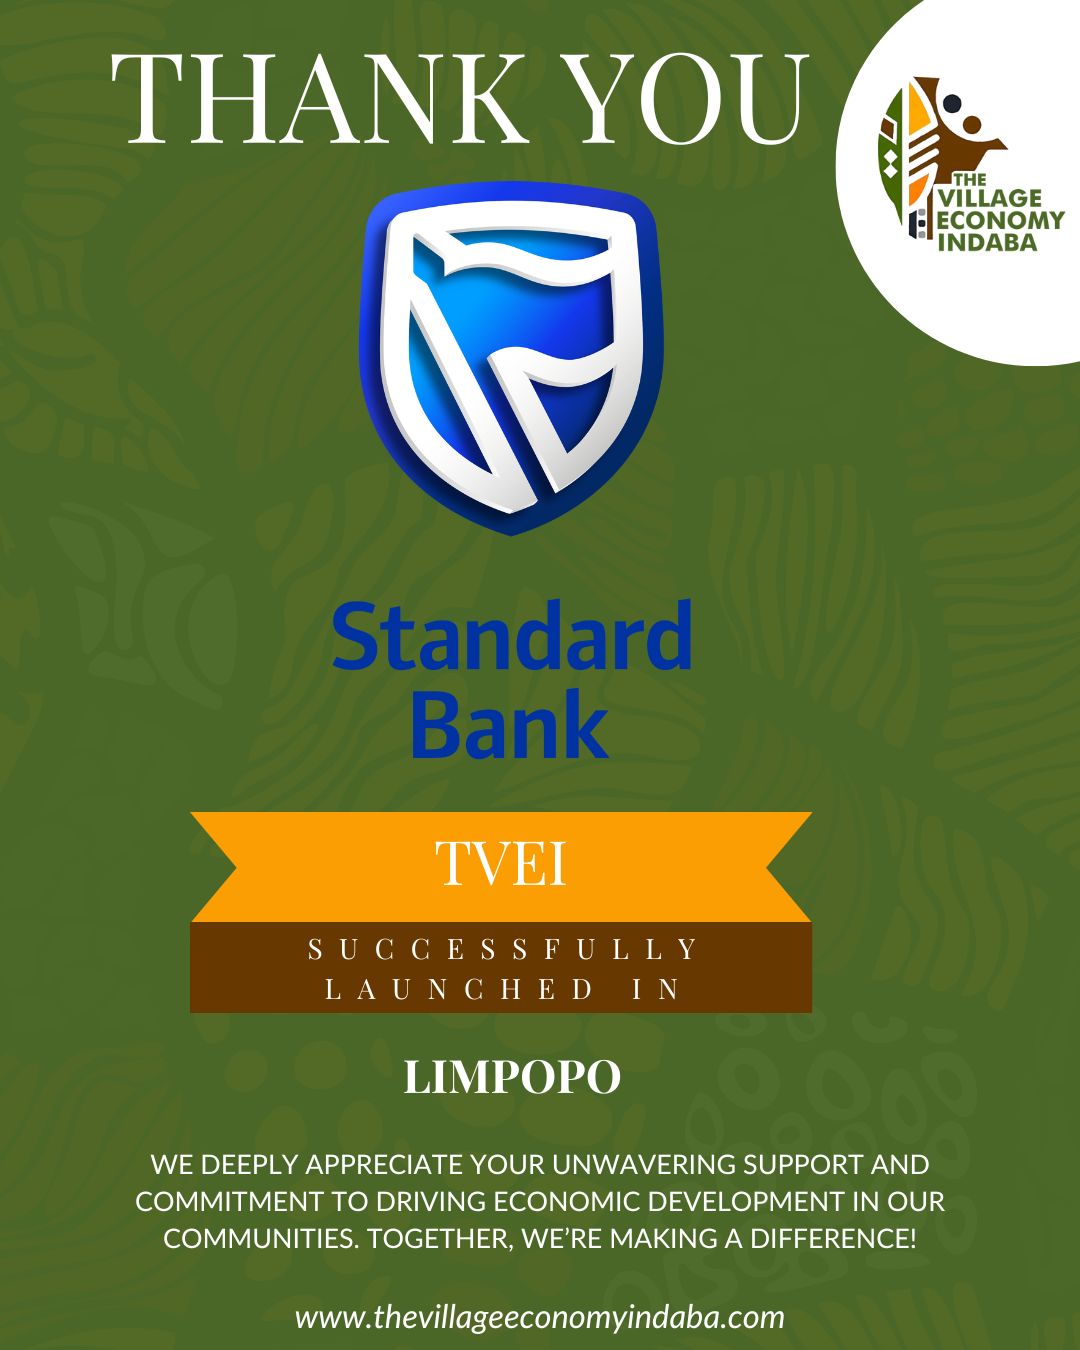 THANK YOU
THE
VILLAGE
ECONOMY
INDABA
Standard
Bank
TVEI
SUCCESSFULLY
LAUNCHED IN
LIMPOPO
WE DEEPLY APPRECIATE YOUR UNWAVERING SUPPORT AND
COMMITMENT TO DRIVING ECONOMIC DEVELOPMENT IN OUR
COMMUNITIES. TOGETHER, WE’RE MAKING A DIFFERENCE!
www.thevillageeconomyindaba.com